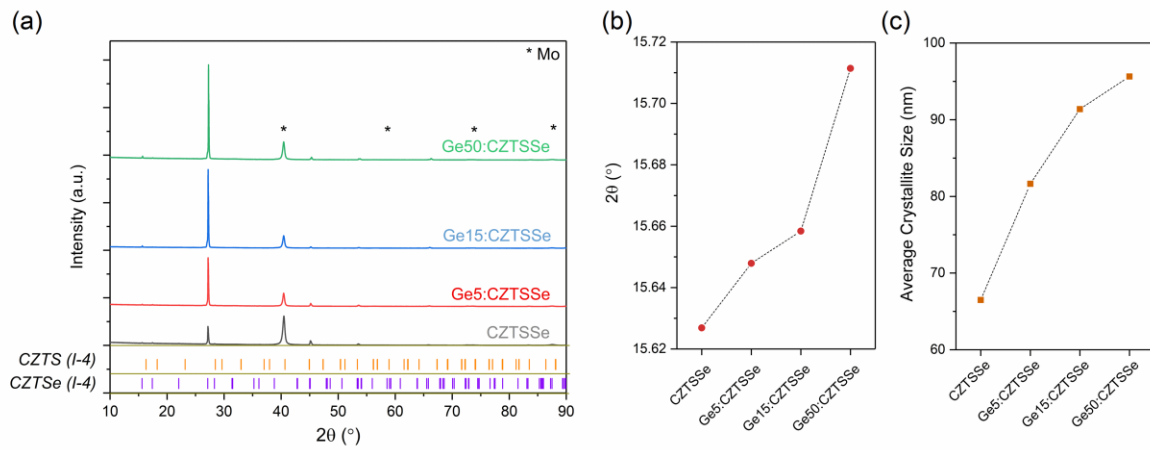 (a)
* Mo
*
*
*
*
Ge50:CZTSSe
Ge15:CZTSSe
Ge5:CZTSSe
CZTSSe
Intensity (a.u.)
CZTS (I-4)
CZTSe (I-4)
10 20 30 40 50 60 70 80 90
2θ (°)
(b)
15.72
15.70
15.68
15.66
15.64
15.62
2θ (°)
CZTSSe
Ge5:CZTSSe
Ge15:CZTSSe
Ge50:CZTSSe
(c)
100
90
80
70
60
Average Crystallite Size (nm)
CZTSSe
Ge5:CZTSSe
Ge15:CZTSSe
Ge50:CZTSSe